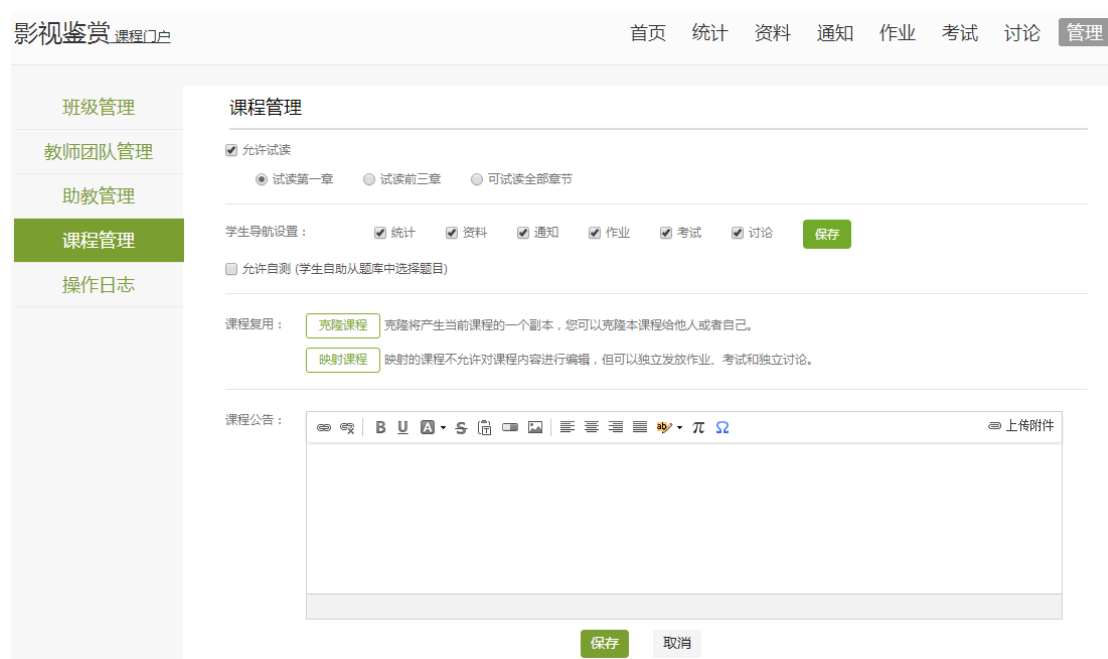 影视鉴赏 课程门户 首页 统计 资料 通知 作业 考试 讨论 管理
班级管理
教师团队管理
助教管理
课程管理
操作日志
课程管理
允许试读
试读第一章 试读前三章 可试读全部章节
学生导航设置： 统计 资料 通知 作业 考试 讨论 保存
允许自测 (学生自助从题库中选择题目)
课程复用： 克隆课程 克隆将产生当前课程的一个副本，您可以克隆本课程给他人或者自己。
映射课程 映射的课程不允许对课程内容进行编辑，但可以独立发放作业、考试和独立讨论。
课程公告： B U A S T ab π Ω 上传附件
保存 取消